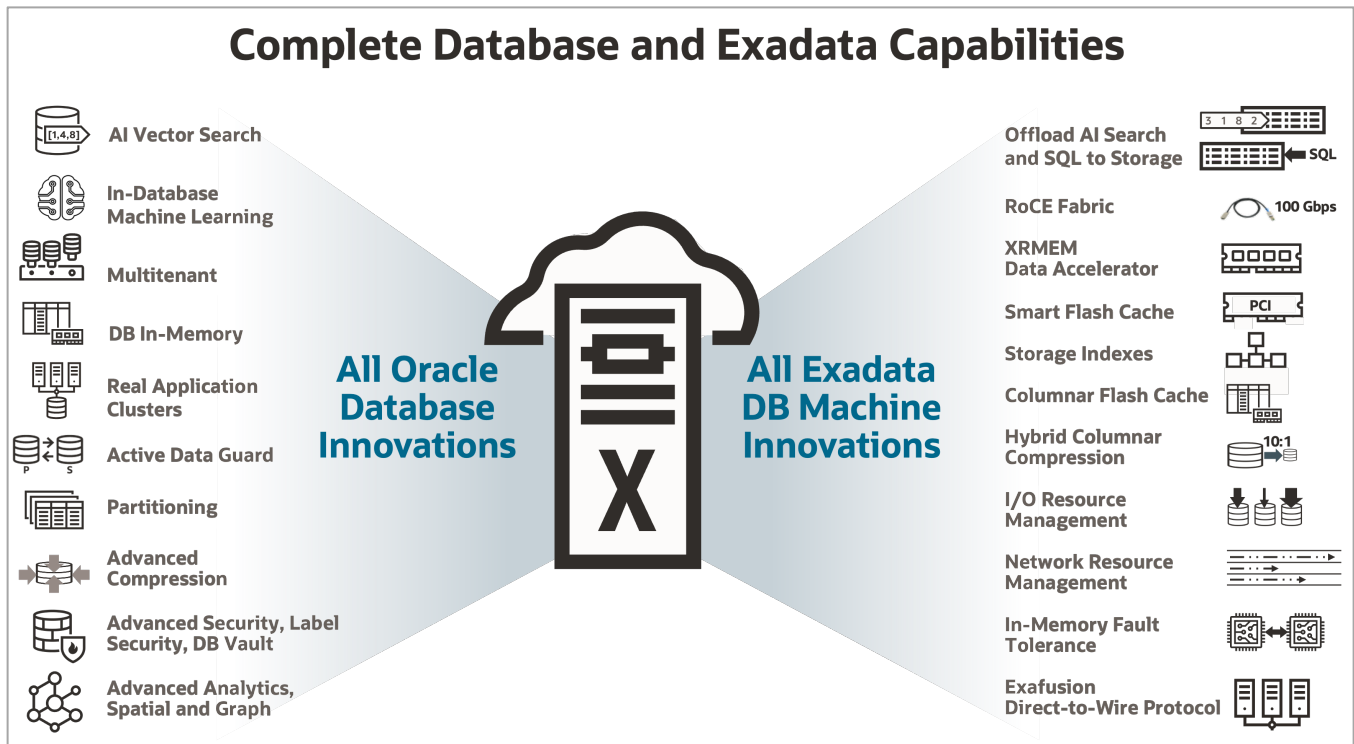 Complete Database and Exadata Capabilities
[1,4,8]
AI Vector Search
In-Database
Machine Learning
Multitenant
DB In-Memory
Real Application
Clusters
Active Data Guard
P
S
Partitioning
Advanced
Compression
Advanced Security, Label
Security, DB Vault
Advanced Analytics,
Spatial and Graph
All Oracle
Database
Innovations
X
All Exadata
DB Machine
Innovations
Offload AI Search
and SQL to Storage
3 1 8 2
SQL
RoCE Fabric
100 Gbps
XRMEM
Data Accelerator
Smart Flash Cache
PCI
Storage Indexes
Columnar Flash Cache
Hybrid Columnar
Compression
10:1
I/O Resource
Management
Network Resource
Management
In-Memory Fault
Tolerance
Exafusion
Direct-to-Wire Protocol